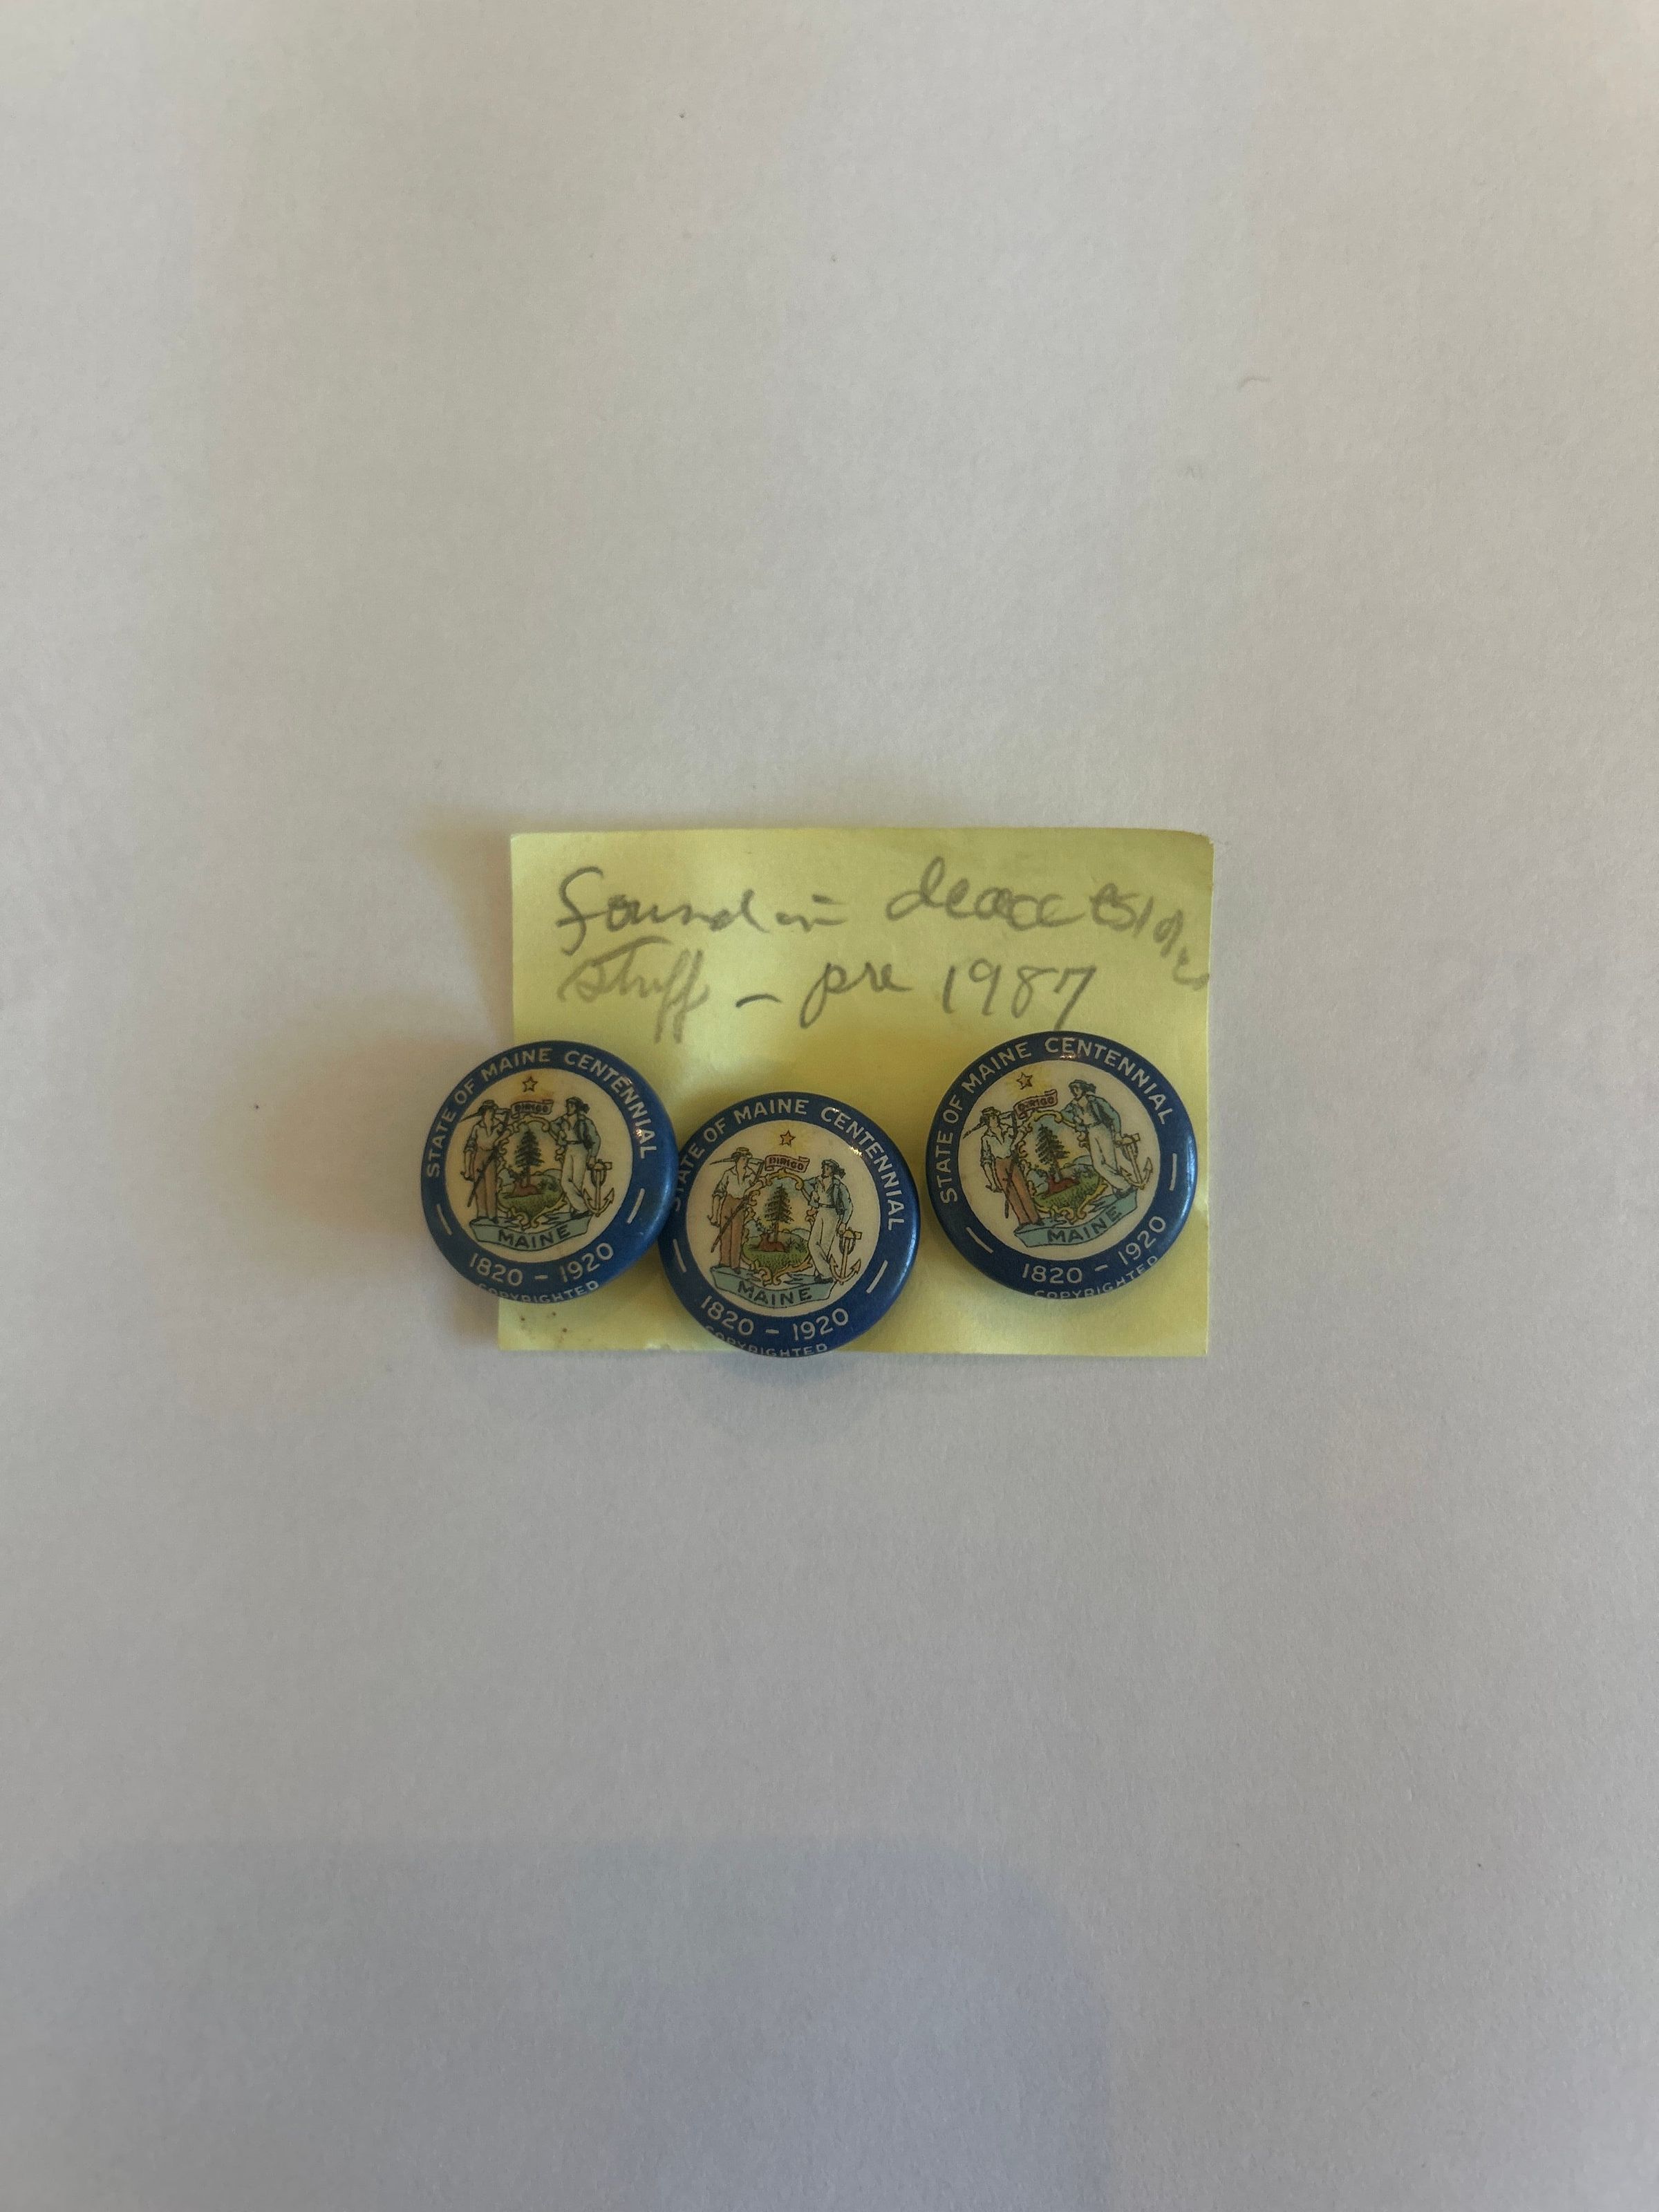 found in deaccession
stuff - pre 1987
STATE OF MAINE CENTENNIAL
DIRIGO
MAINE
1820 - 1920
COPYRIGHTED
STATE OF MAINE CENTENNIAL
DIRIGO
MAINE
1820 - 1920
COPYRIGHTED
STATE OF MAINE CENTENNIAL
DIRIGO
MAINE
1820 - 1920
COPYRIGHTED